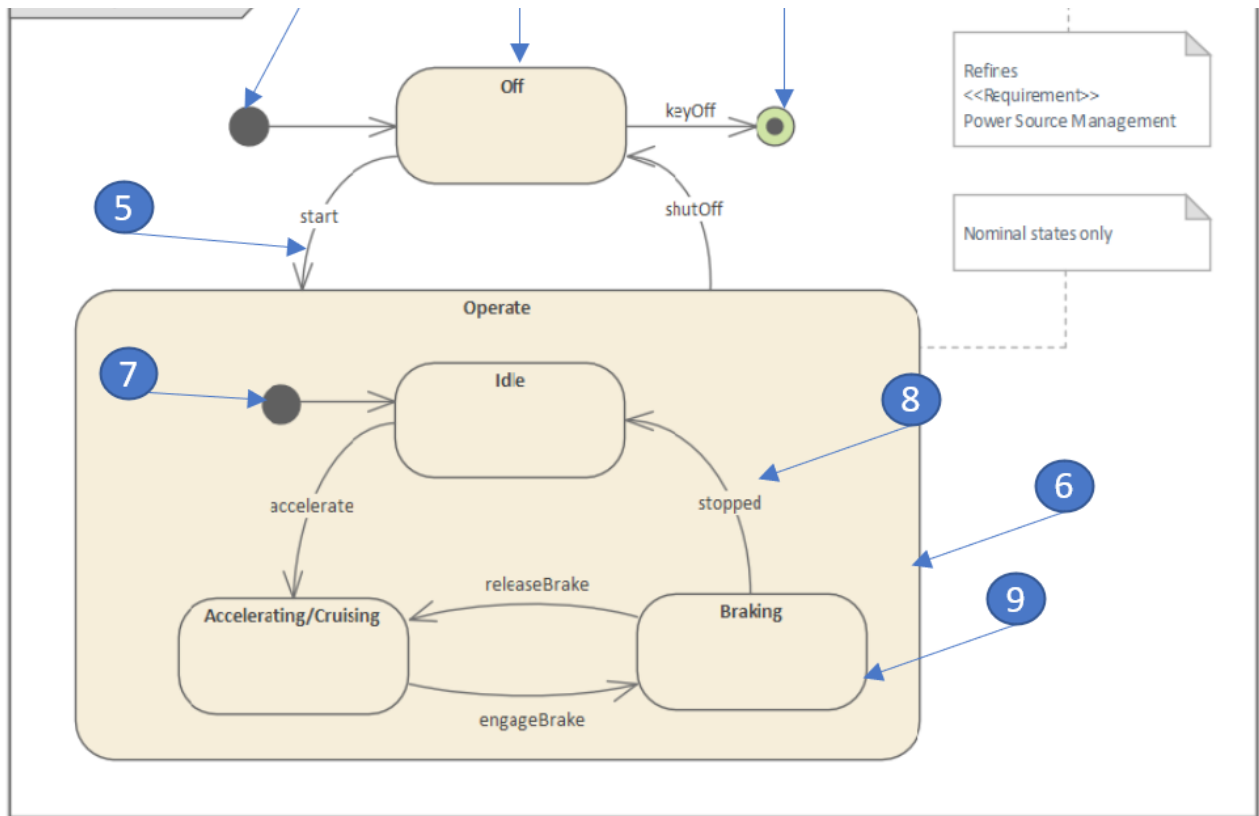 Off
keyOff
Refires
<<Requirement>>
Power Source Management
5
start
shutOff
Nominal states only
Operate
7
Idle
8
6
accelerate
stopped
releaseBrake
9
Accelerating/Cruising
Braking
engageBrake